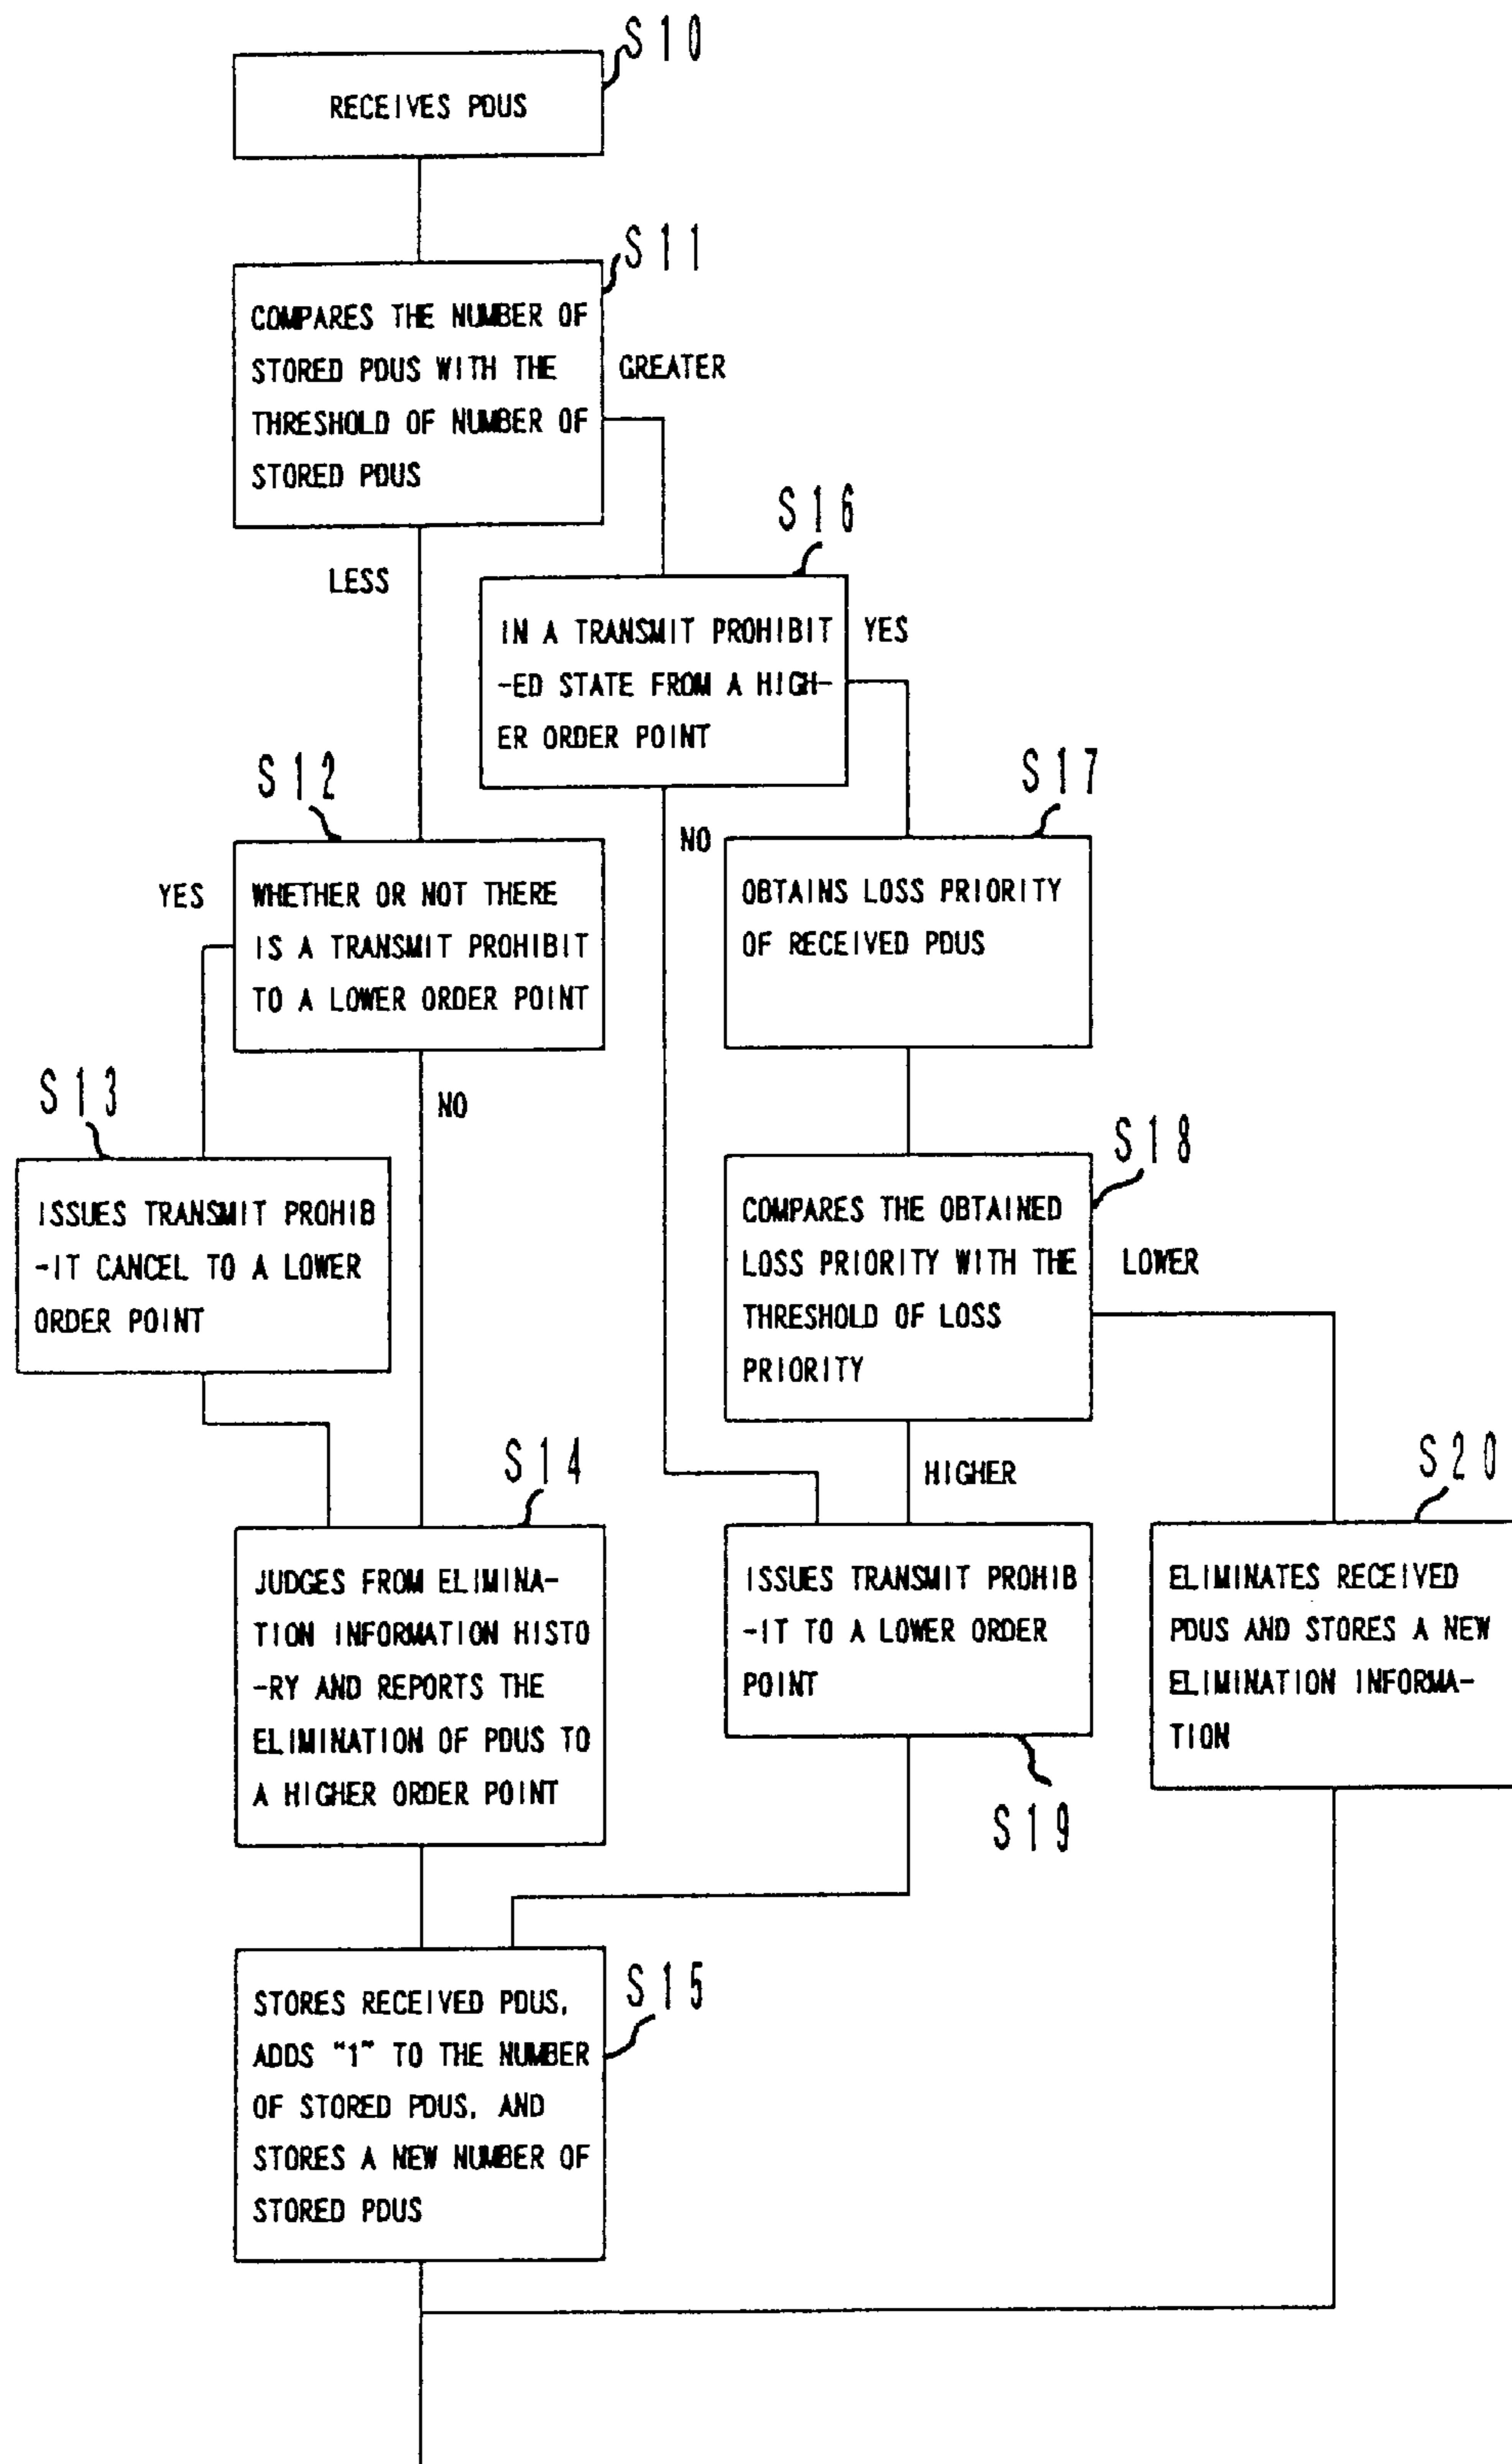 S10
RECEIVES PDUS
S11
COMPARES THE NUMBER OF
STORED PDUS WITH THE
THRESHOLD OF NUMBER OF
STORED PDUS
GREATER
LESS
S16
IN A TRANSMIT PROHIBIT
-ED STATE FROM A HIGH-
ER ORDER POINT
YES
NO
S12
YES
WHETHER OR NOT THERE
IS A TRANSMIT PROHIBIT
TO A LOWER ORDER POINT
NO
S17
OBTAINS LOSS PRIORITY
OF RECEIVED PDUS
S13
ISSUES TRANSMIT PROHIB
-IT CANCEL TO A LOWER
ORDER POINT
S18
COMPARES THE OBTAINED
LOSS PRIORITY WITH THE
THRESHOLD OF LOSS
PRIORITY
LOWER
HIGHER
S14
JUDGES FROM ELIMINA-
TION INFORMATION HISTO
-RY AND REPORTS THE
ELIMINATION OF PDUS TO
A HIGHER ORDER POINT
ISSUES TRANSMIT PROHIB
-IT TO A LOWER ORDER
POINT
S19
S20
ELIMINATES RECEIVED
PDUS AND STORES A NEW
ELIMINATION INFORMA-
TION
S15
STORES RECEIVED PDUS,
ADDS "1" TO THE NUMBER
OF STORED PDUS, AND
STORES A NEW NUMBER OF
STORED PDUS